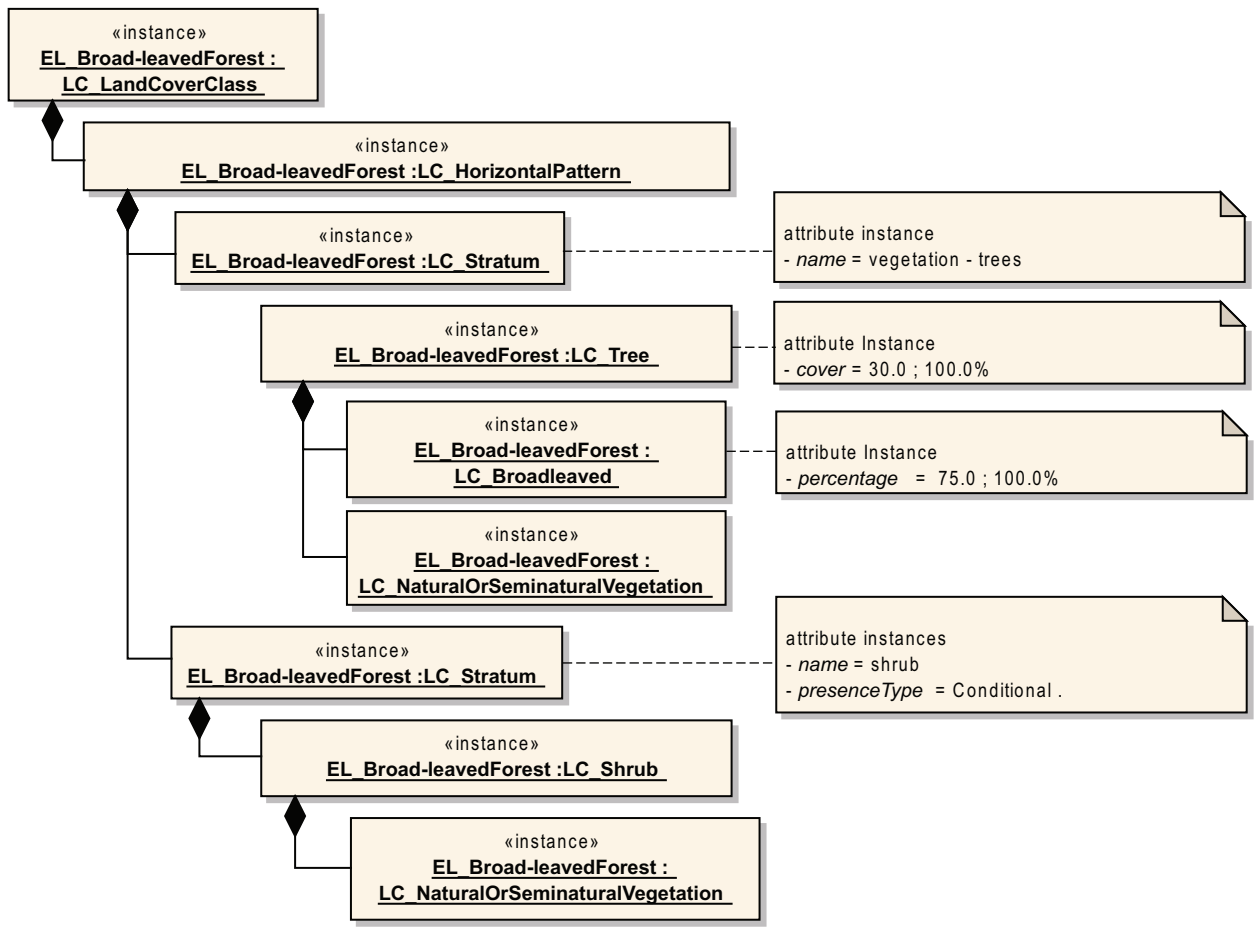 «instance»
EL_Broad-leavedForest :
LC_LandCoverClass
«instance»
EL_Broad-leavedForest :LC_HorizontalPattern
«instance»
EL_Broad-leavedForest :LC_Stratum
attribute instance
- name = vegetation - trees
«instance»
EL_Broad-leavedForest :LC_Tree
attribute Instance
- cover = 30.0 ; 100.0%
«instance»
EL_Broad-leavedForest :
LC_Broadleaved
attribute Instance
- percentage = 75.0 ; 100.0%
«instance»
EL_Broad-leavedForest :
LC_NaturalOrSeminaturalVegetation
«instance»
EL_Broad-leavedForest :LC_Stratum
attribute instances
- name = shrub
- presenceType = Conditional .
«instance»
EL_Broad-leavedForest :LC_Shrub
«instance»
EL_Broad-leavedForest :
LC_NaturalOrSeminaturalVegetation